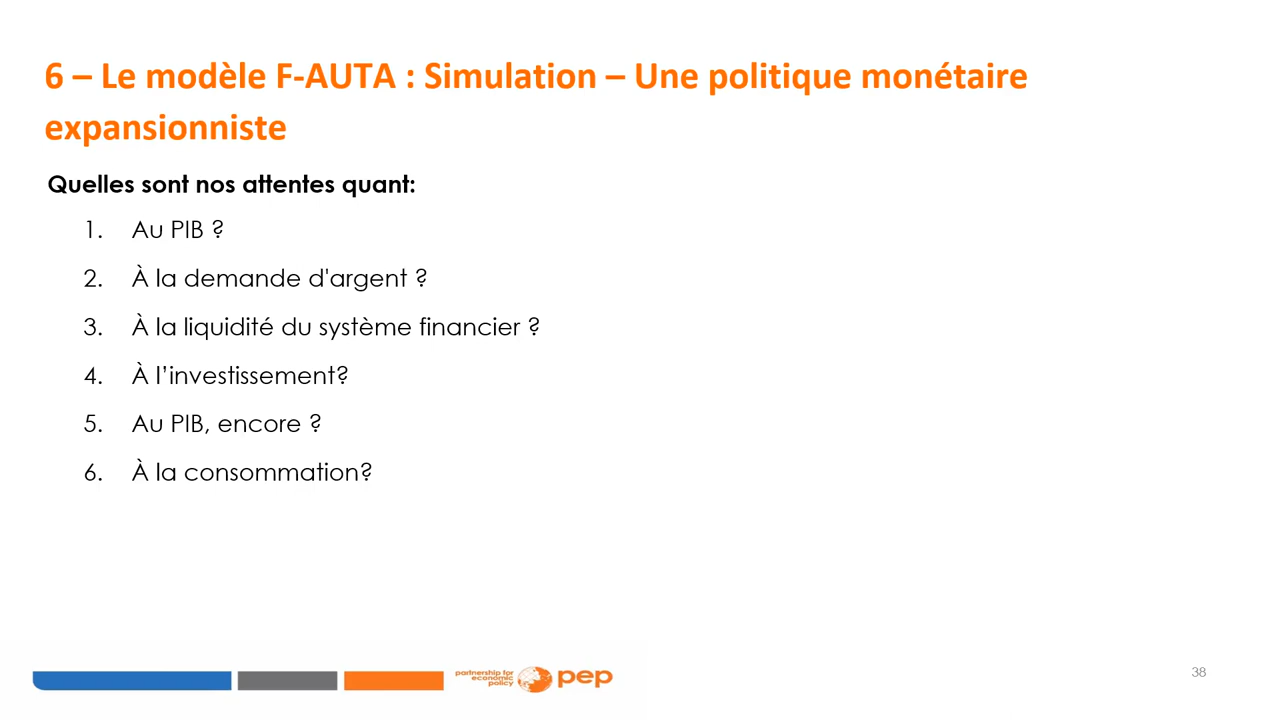 6 – Le modèle F-AUTA : Simulation – Une politique monétaire
expansionniste
Quelles sont nos attentes quant:
1. Au PIB ?
2. À la demande d'argent ?
3. À la liquidité du système financier ?
4. À l’investissement?
5. Au PIB, encore ?
6. À la consommation?
partnership for
economic
policy
pep
38